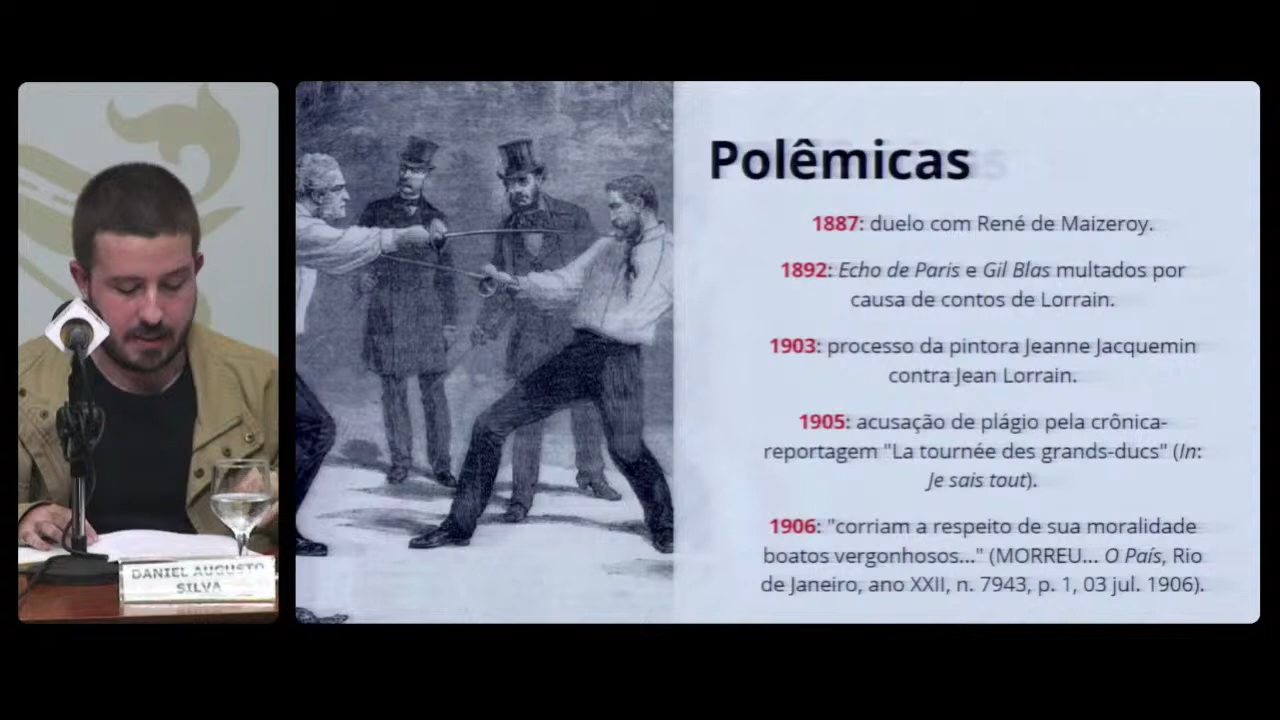 Polêmicas
1887: duelo com René de Maizeroy.
1892: Echo de Paris e Gil Blas multados por
causa de contos de Lorrain.
1903: processo da pintora Jeanne Jacquemin
contra Jean Lorrain.
1905: acusação de plágio pela crônica-
reportagem "La tournée des grands-ducs" (In:
Je sais tout).
1906: "corriam a respeito de sua moralidade
boatos vergonhosos..." (MORREU... O País, Rio
de Janeiro, ano XXII, n. 7943, p. 1, 03 jul. 1906).
DANIEL AUGUSTO
SILVA